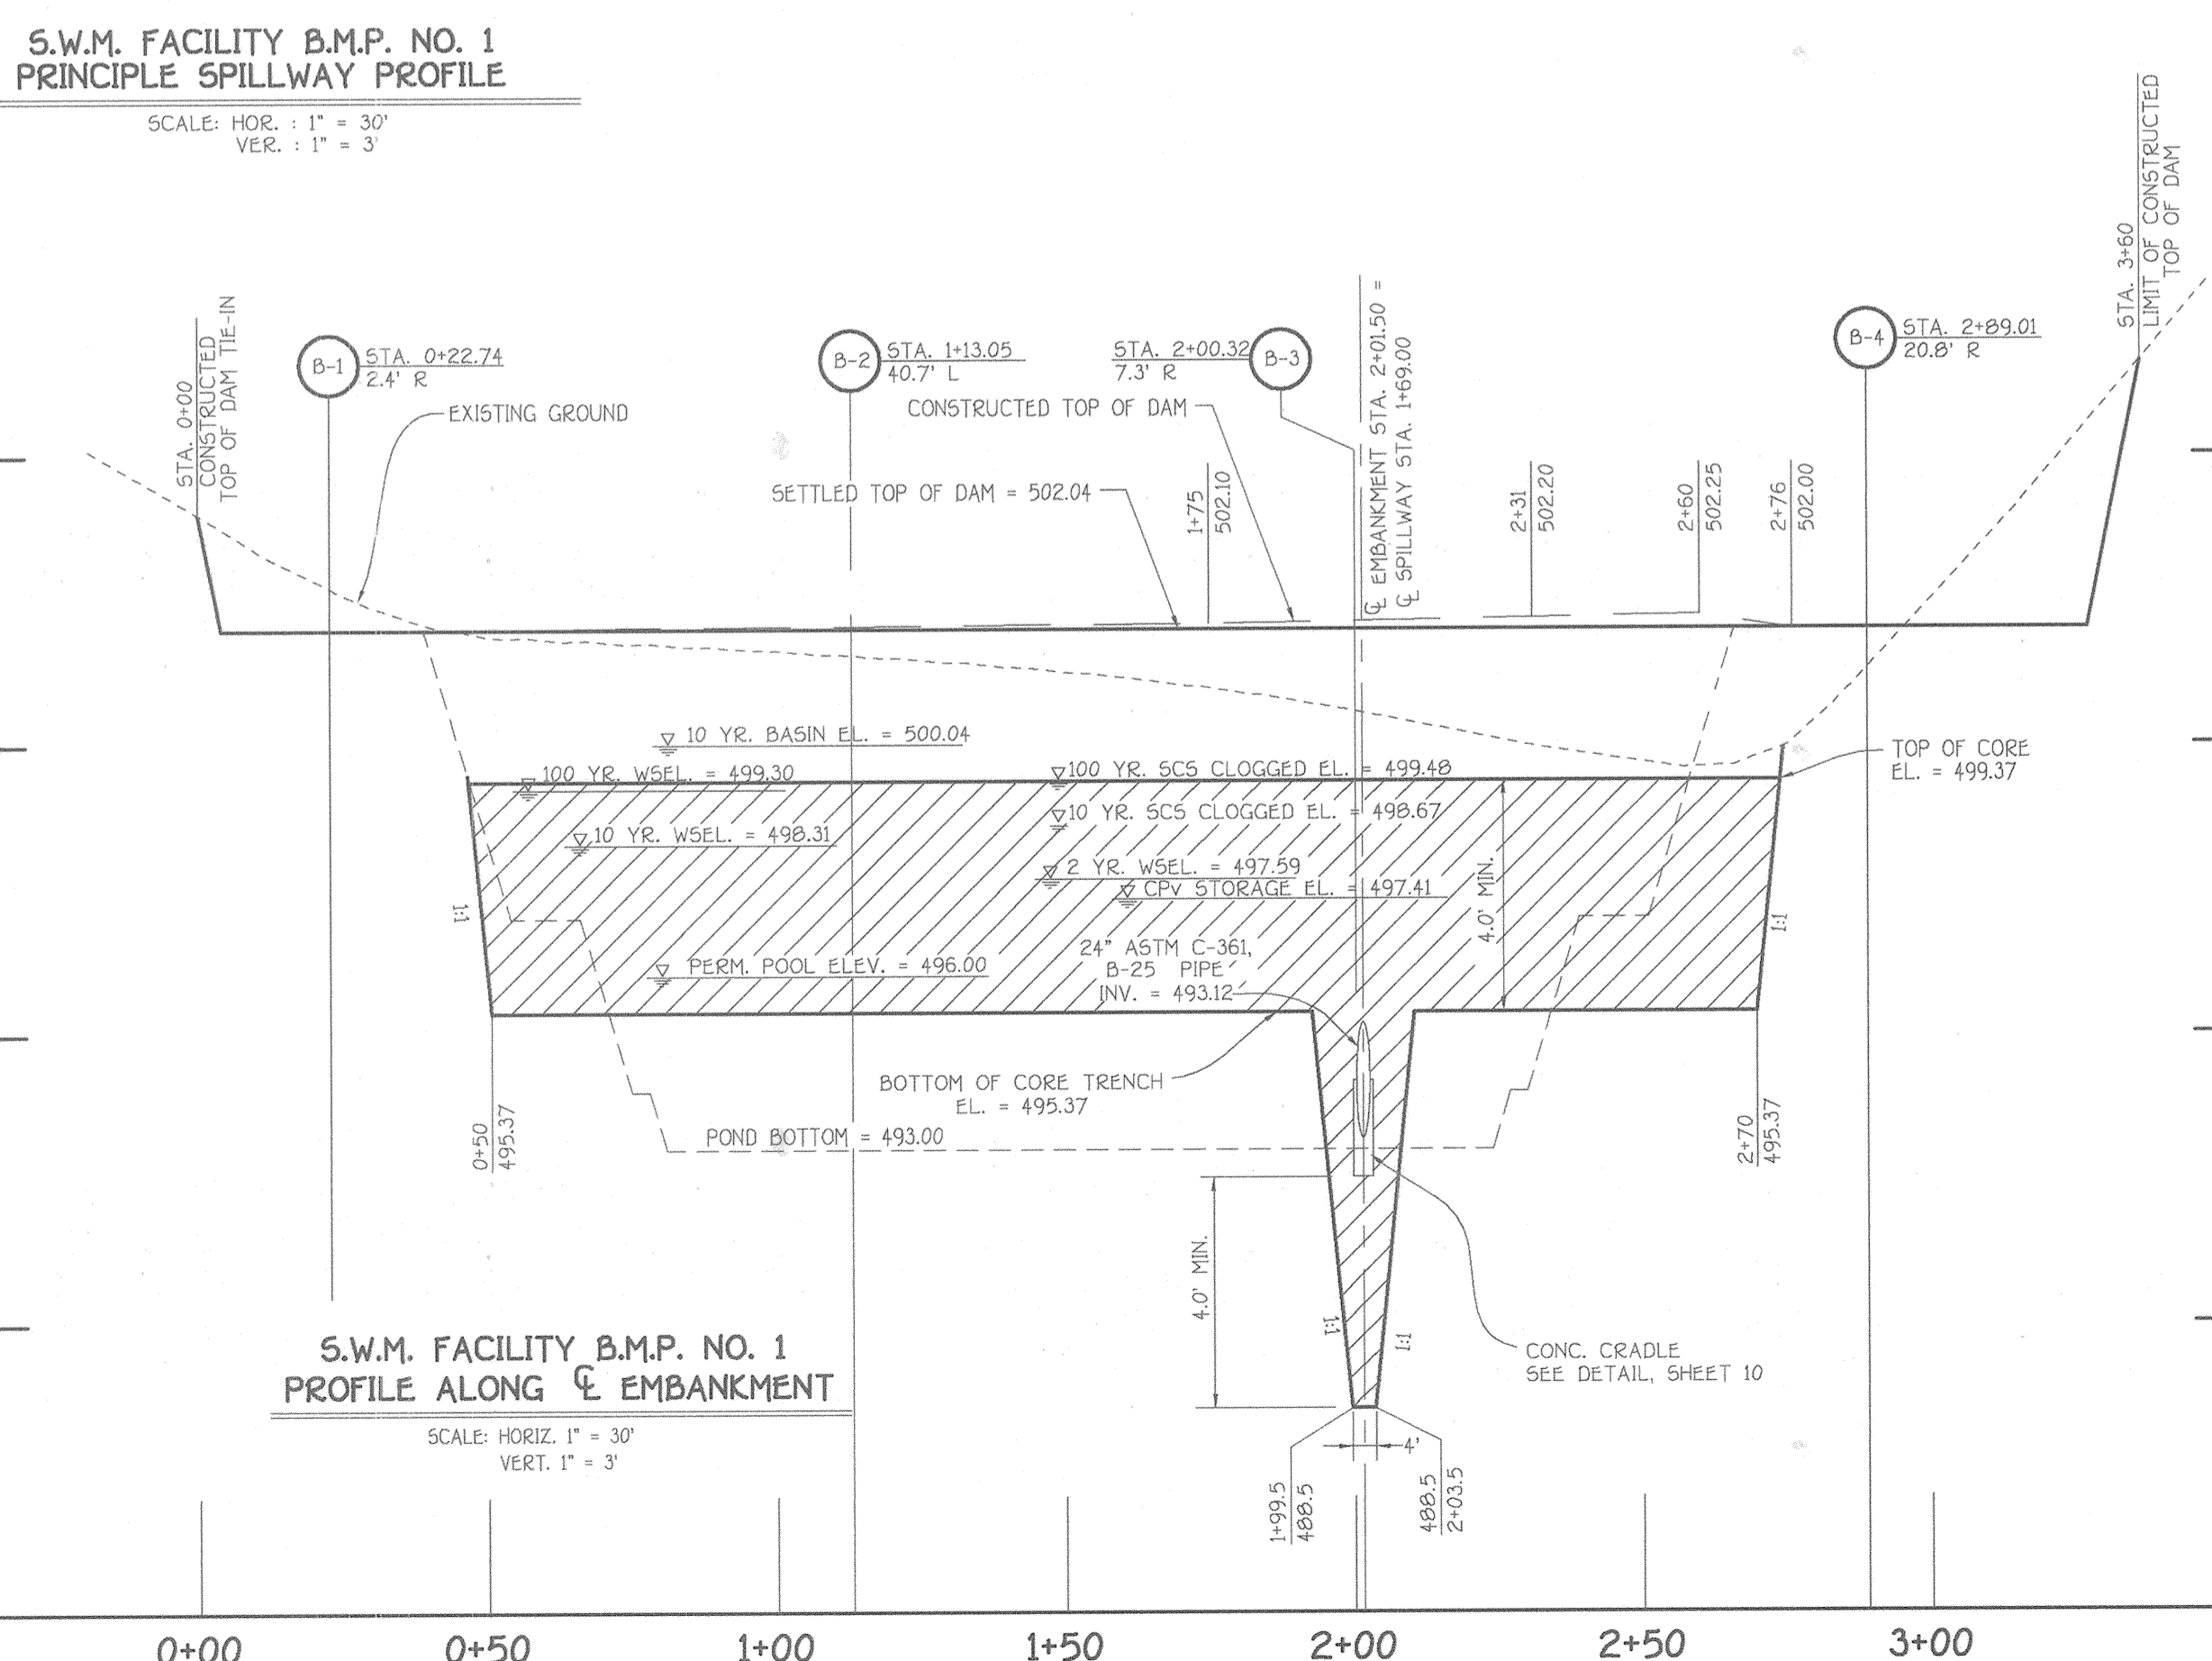 S.W.M. FACILITY B.M.P. NO. 1
PRINCIPLE SPILLWAY PROFILE
SCALE: HOR. : 1" = 30'
VER. : 1" = 3'
STA. 0+00
CONSTRUCTED
TOP OF DAM TIE-IN
B-1
STA. 0+22.74
2.4' R
EXISTING GROUND
B-2
STA. 1+13.05
40.7' L
STA. 2+00.32
7.3' R
B-3
CONSTRUCTED TOP OF DAM
SETTLED TOP OF DAM = 502.04
1+75
502.10
℄ EMBANKMENT STA. 2+01.50 =
℄ SPILLWAY STA. 1+69.00
2+31
502.20
2+60
502.25
2+76
502.00
B-4
STA. 2+89.01
20.8' R
STA. 3+60
LIMIT OF CONSTRUCTED
TOP OF DAM
10 YR. BASIN EL. = 500.04
100 YR. WSEL. = 499.30
100 YR. SCS CLOGGED EL. = 499.48
TOP OF CORE
EL. = 499.37
10 YR. SCS CLOGGED EL. = 498.67
10 YR. WSEL. = 498.31
2 YR. WSEL. = 497.59
CPv STORAGE EL. = 497.41
4.0' MIN.
1:1
1:1
24" ASTM C-361,
B-25 PIPE
INV. = 493.12
PERM. POOL ELEV. = 496.00
BOTTOM OF CORE TRENCH
EL. = 495.37
0+50
495.37
POND BOTTOM = 493.00
2+70
495.37
4.0' MIN.
1:1
1:1
CONC. CRADLE
SEE DETAIL, SHEET 10
S.W.M. FACILITY B.M.P. NO. 1
PROFILE ALONG ℄ EMBANKMENT
SCALE: HORIZ. 1" = 30'
VERT. 1" = 3'
4'
1+99.5
488.5
488.5
2+03.5
0+00
0+50
1+00
1+50
2+00
2+50
3+00